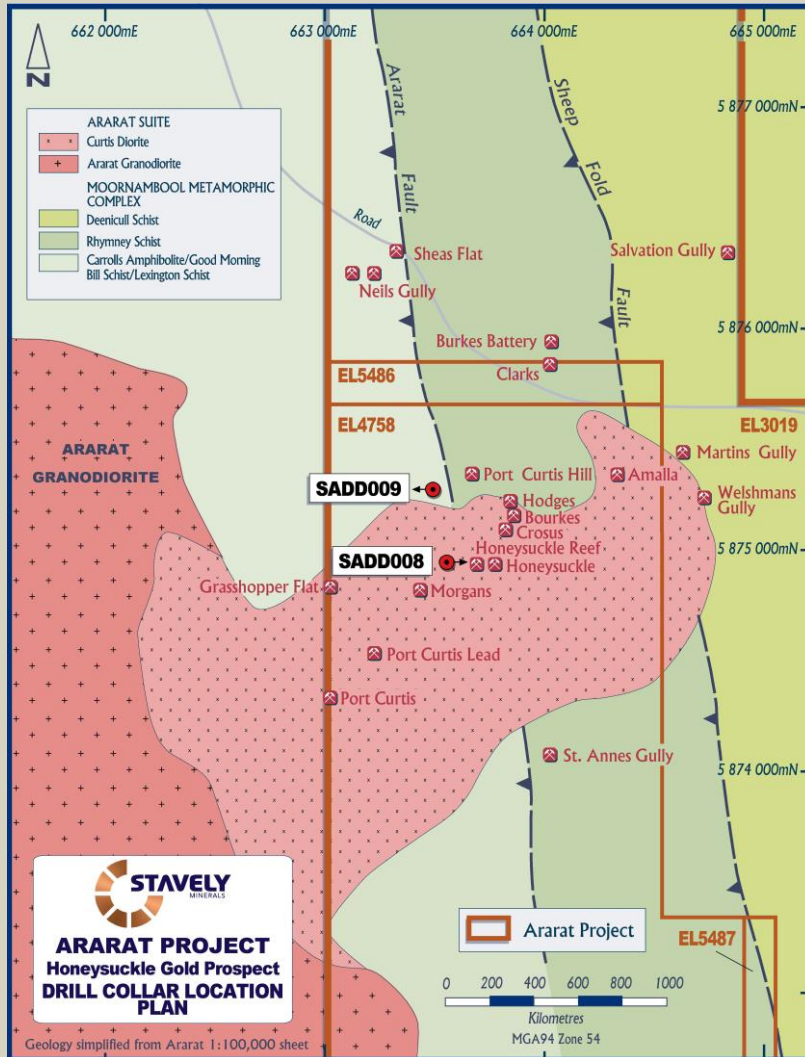 662 000mE
663 000mE
664 000mE
665 000mE
N
5 877 000mN
ARARAT SUITE
Curtis Diorite
Ararat Granodiorite
MOORNAMBOOL METAMORPHIC
COMPLEX
Deenicull Schist
Rhymney Schist
Carrolls Amphibolite/Good Morning
Bill Schist/Lexington Schist
Ararat
Fault
Sheep
Fold
Fault
Road
Sheas Flat
Salvation Gully
Neils Gully
5 876 000mN
Burkes Battery
Clarks
EL5486
EL4758
EL3019
ARARAT
GRANODIORITE
Martins Gully
Port Curtis Hill
Amalla
SADD009
Welshmans
Gully
Hodges
Bourkes
Crosus
5 875 000mN
Honeysuckle Reef
SADD008
Honeysuckle
Grasshopper Flat
Morgans
Port Curtis Lead
Port Curtis
St. Annes Gully
5 874 000mN
STAVELY
MINERALS
ARARAT PROJECT
Honeysuckle Gold Prospect
DRILL COLLAR LOCATION
PLAN
Ararat Project
EL5487
0 200 400 600 800 1000
Kilometres
MGA94 Zone 54
Geology simplified from Ararat 1:100,000 sheet